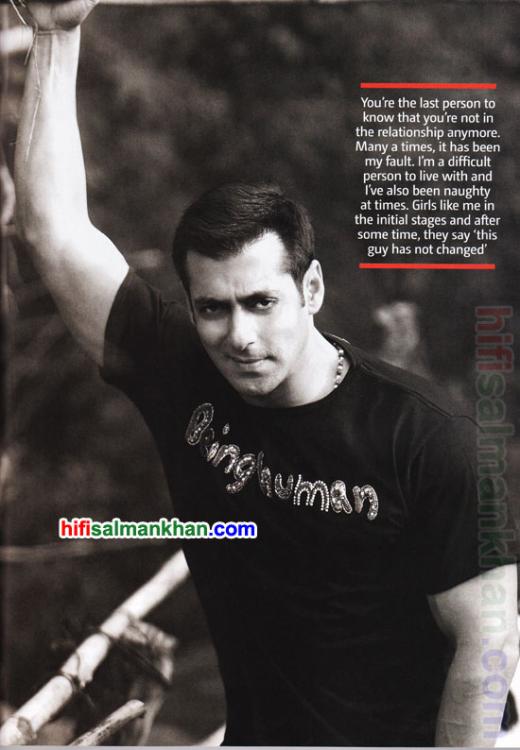 You're the last person to
know that you're not in
the relationship anymore.
Many a times, it has been
my fault. I'm a difficult
person to live with and
I've also been naughty
at times. Girls like me in
the initial stages and after
some time, they say 'this
guy has not changed'
Being human
hifisalmankhan.com
hifisalmankhan.com